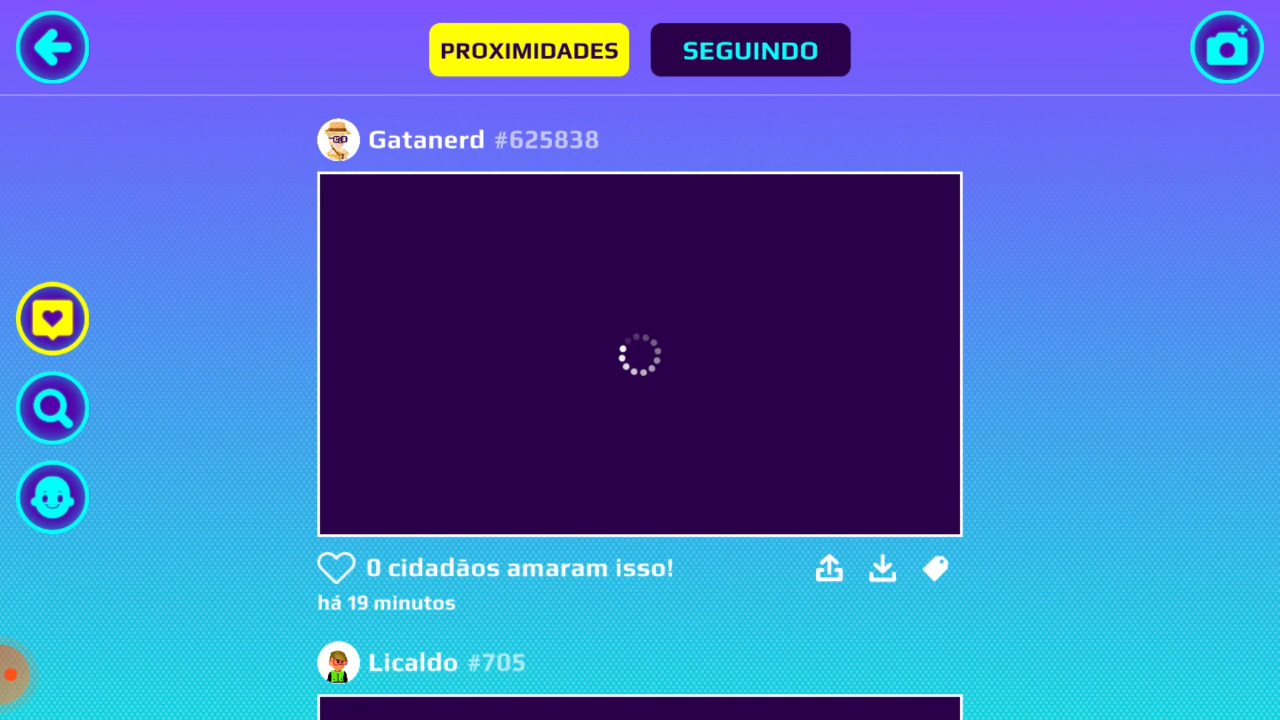 PROXIMIDADES
SEGUINDO
Gatanerd #625838
0 cidadãos amaram isso!
há 19 minutos
Licaldo #705